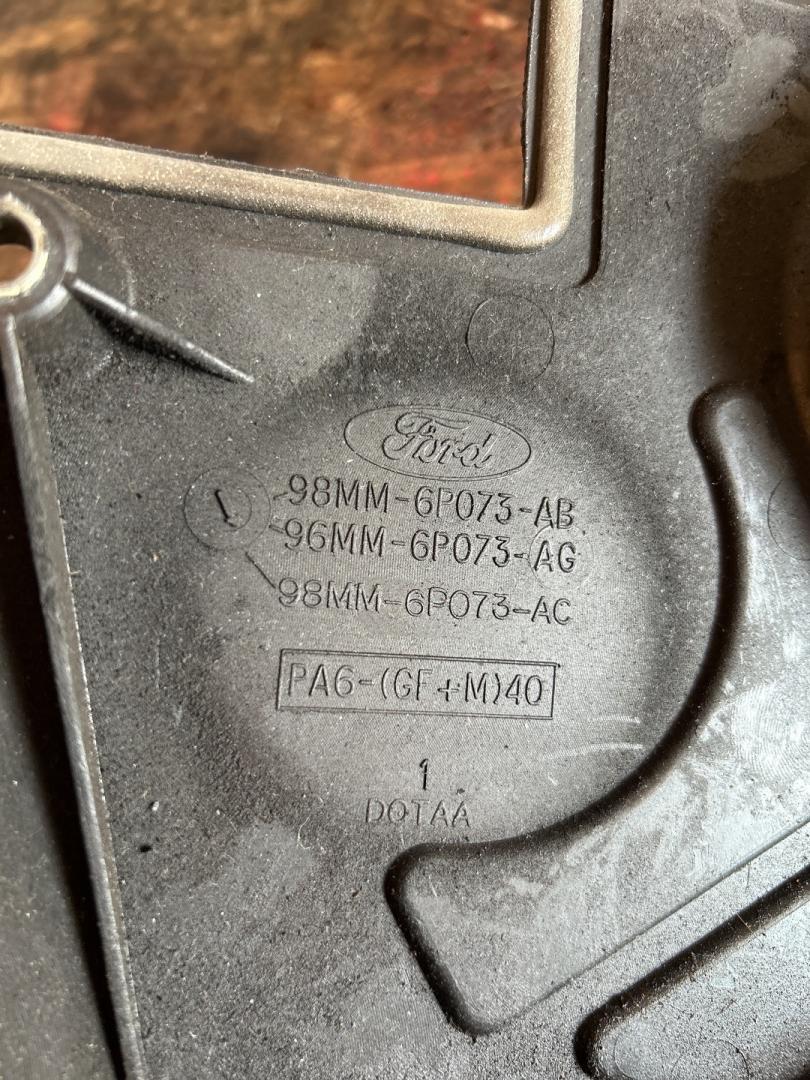 Ford
98MM-6P073-AB
96MM-6P073-AG
98MM-6P073-AC
PA6-(GF+M)40
1
DOTAA